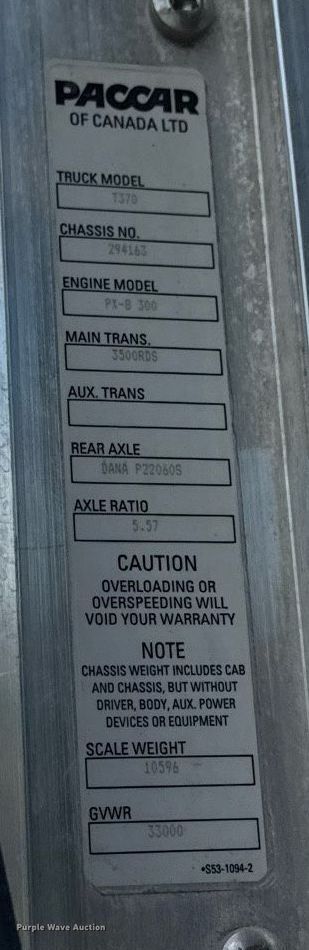 PACCAR
OF CANADA LTD
TRUCK MODEL
T370
CHASSIS NO.
294163
ENGINE MODEL
PX-8 300
MAIN TRANS.
3500RDS
AUX. TRANS
REAR AXLE
DANA P22060S
AXLE RATIO
5.57
CAUTION
OVERLOADING OR
OVERSPEEDING WILL
VOID YOUR WARRANTY
NOTE
CHASSIS WEIGHT INCLUDES CAB
AND CHASSIS, BUT WITHOUT
DRIVER, BODY, AUX. POWER
DEVICES OR EQUIPMENT
SCALE WEIGHT
10596
GVWR
33000
•S53-1094-2
Purple Wave Auction